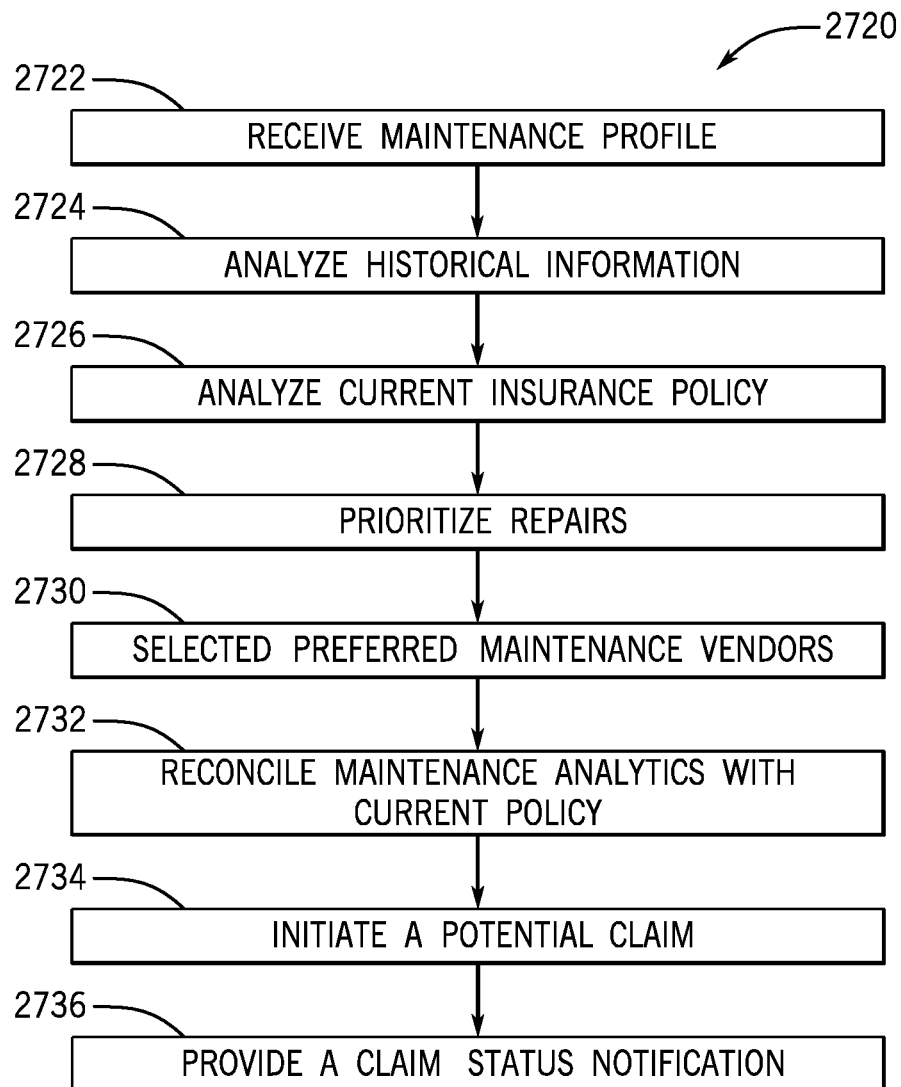 2720
2722
RECEIVE MAINTENANCE PROFILE
2724
ANALYZE HISTORICAL INFORMATION
2726
ANALYZE CURRENT INSURANCE POLICY
2728
PRIORITIZE REPAIRS
2730
SELECTED PREFERRED MAINTENANCE VENDORS
2732
RECONCILE MAINTENANCE ANALYTICS WITH
CURRENT POLICY
2734
INITIATE A POTENTIAL CLAIM
2736
PROVIDE A CLAIM STATUS NOTIFICATION